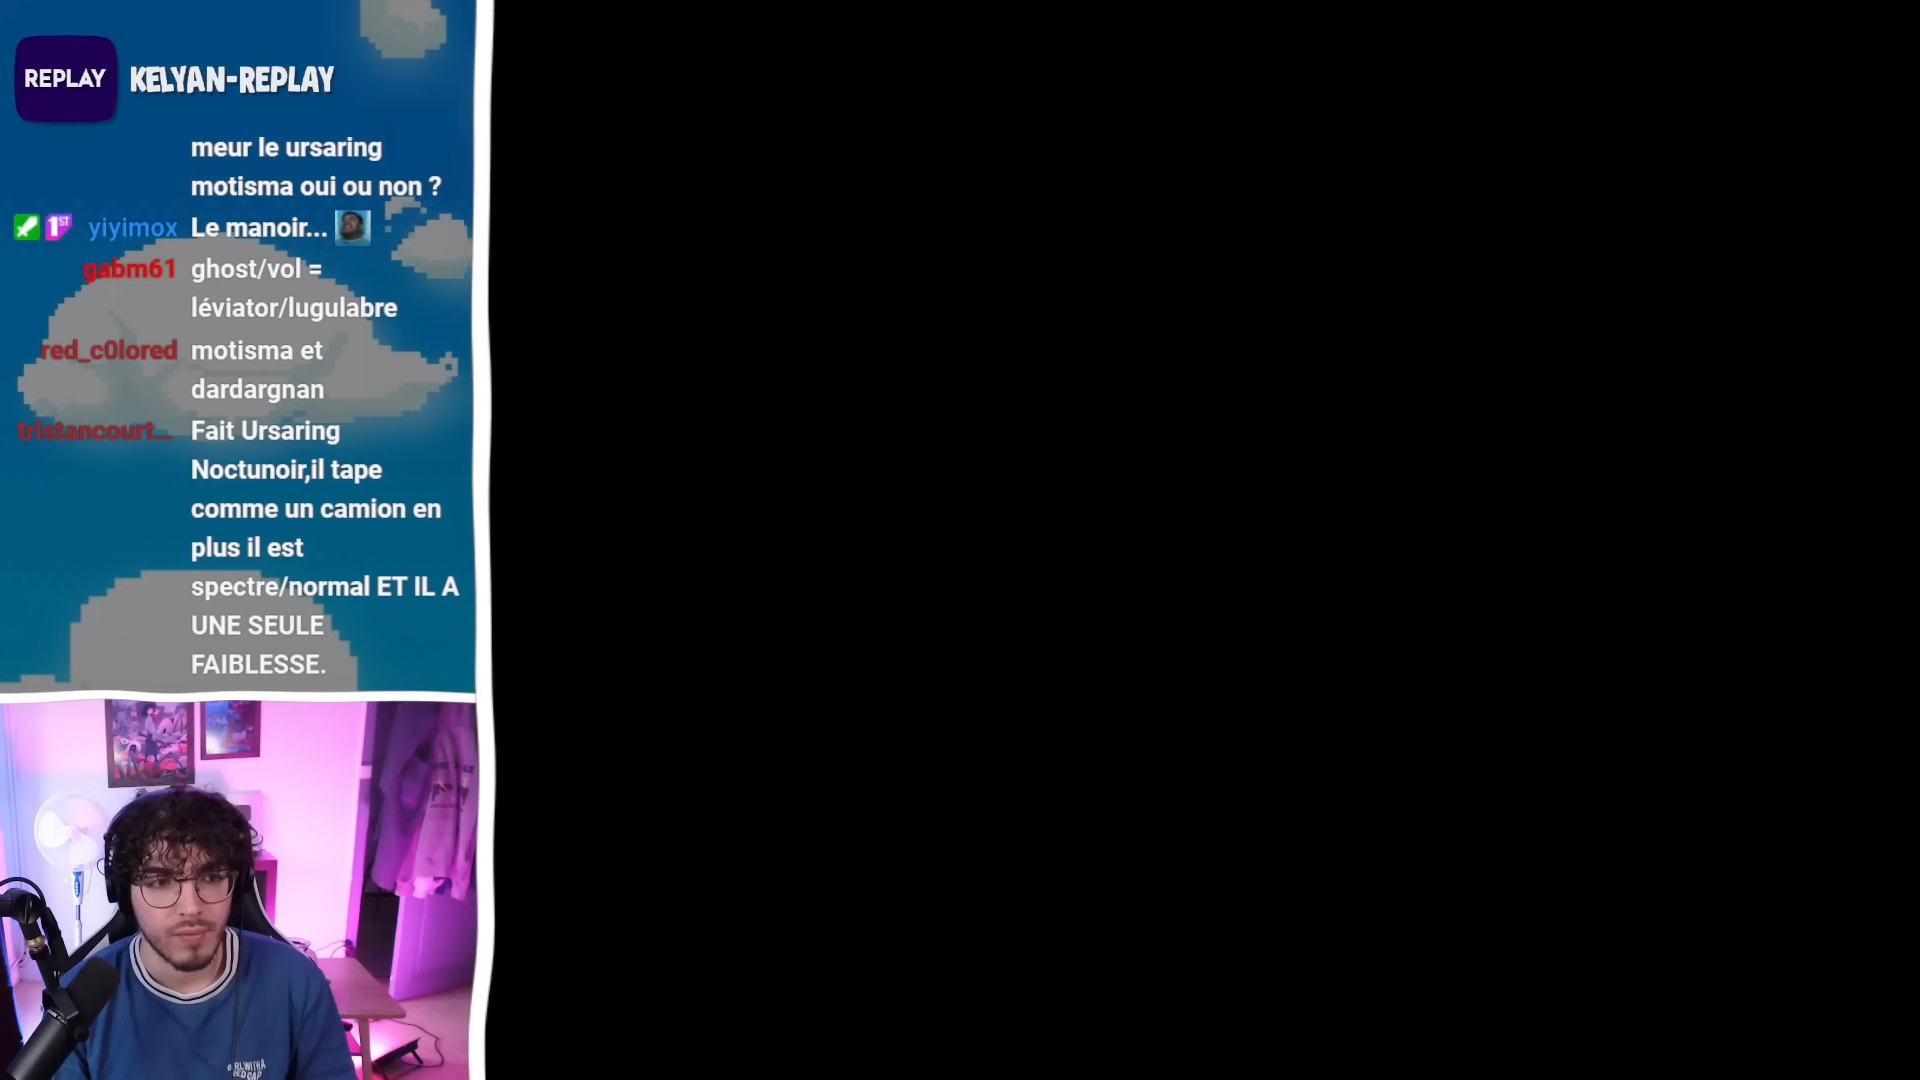 REPLAY KELYAN-REPLAY
meur le ursaring
motisma oui ou non ?
1ST yiyimox Le manoir...
gabm61 ghost/vol =
léviator/lugulabre
red_c0lored motisma et
dardargnan
tristancourt... Fait Ursaring
Noctunoir,il tape
comme un camion en
plus il est
spectre/normal ET IL A
UNE SEULE
FAIBLESSE.